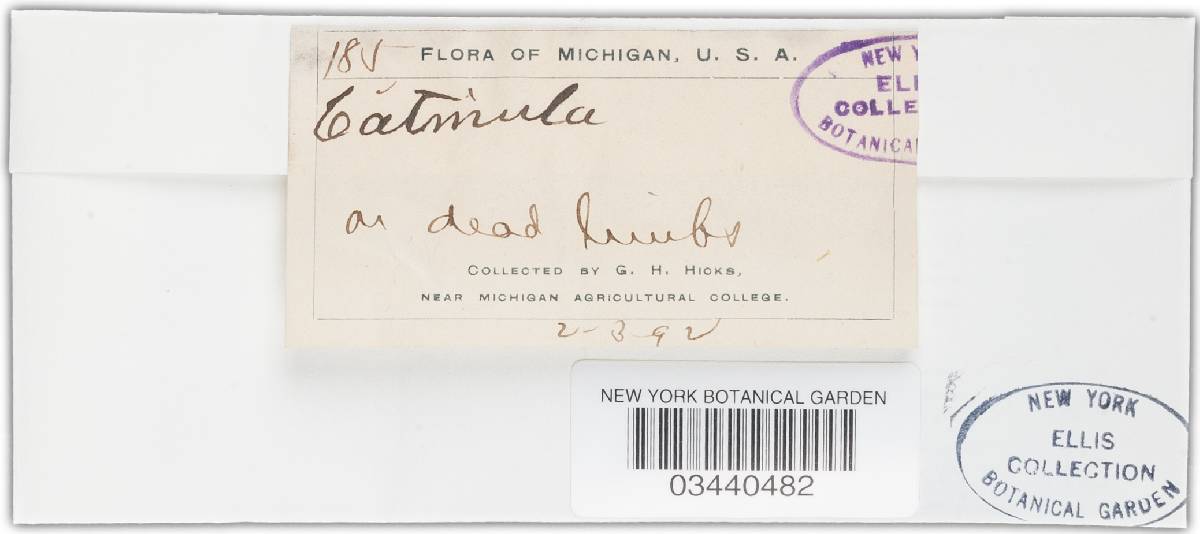 185 FLORA OF MICHIGAN, U. S. A.
Catinula
on dead limbs
COLLECTED BY G. H. HICKS,
NEAR MICHIGAN AGRICULTURAL COLLEGE.
2-3-92
NEW Y
ELL
COLLE
BOTANICA
NEW YORK BOTANICAL GARDEN
03440482
NEW YORK
ELLIS
COLLECTION
BOTANICAL GARDEN